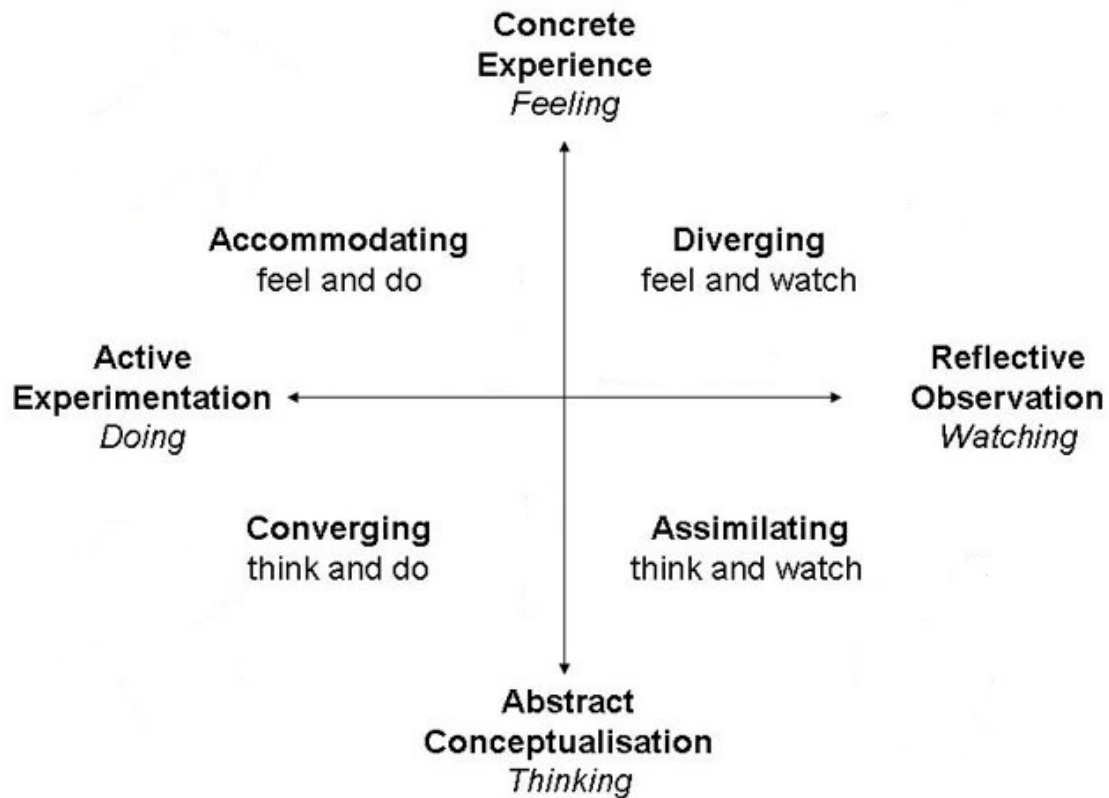 Concrete
Experience
Feeling
Accommodating
feel and do
Diverging
feel and watch
Active
Experimentation
Doing
Reflective
Observation
Watching
Converging
think and do
Assimilating
think and watch
Abstract
Conceptualisation
Thinking